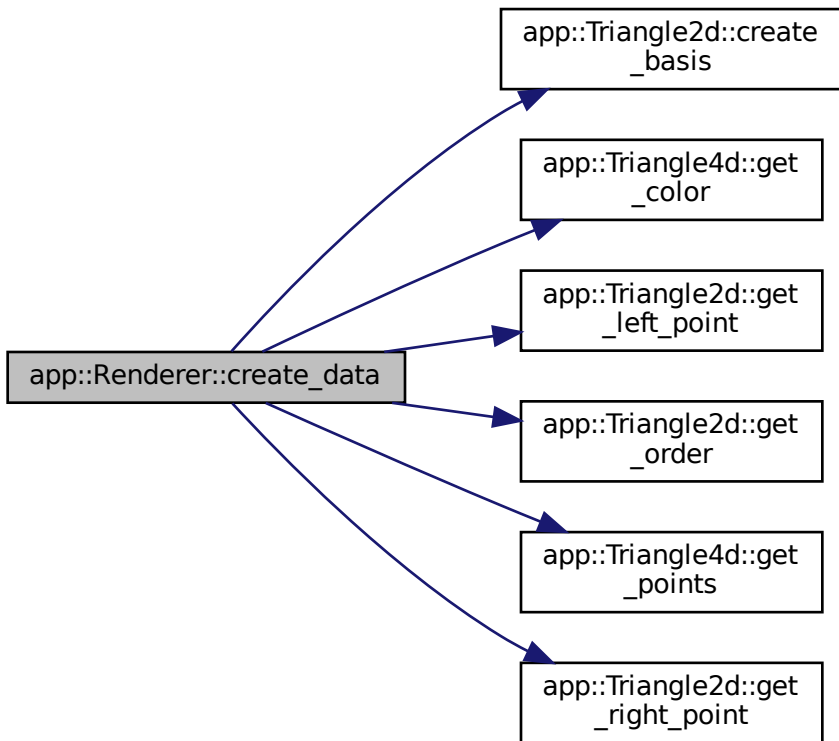 app::Triangle2d::create
_basis
app::Triangle4d::get
_color
app::Triangle2d::get
_left_point
app::Renderer::create_data
app::Triangle2d::get
_order
app::Triangle4d::get
_points
app::Triangle2d::get
_right_point